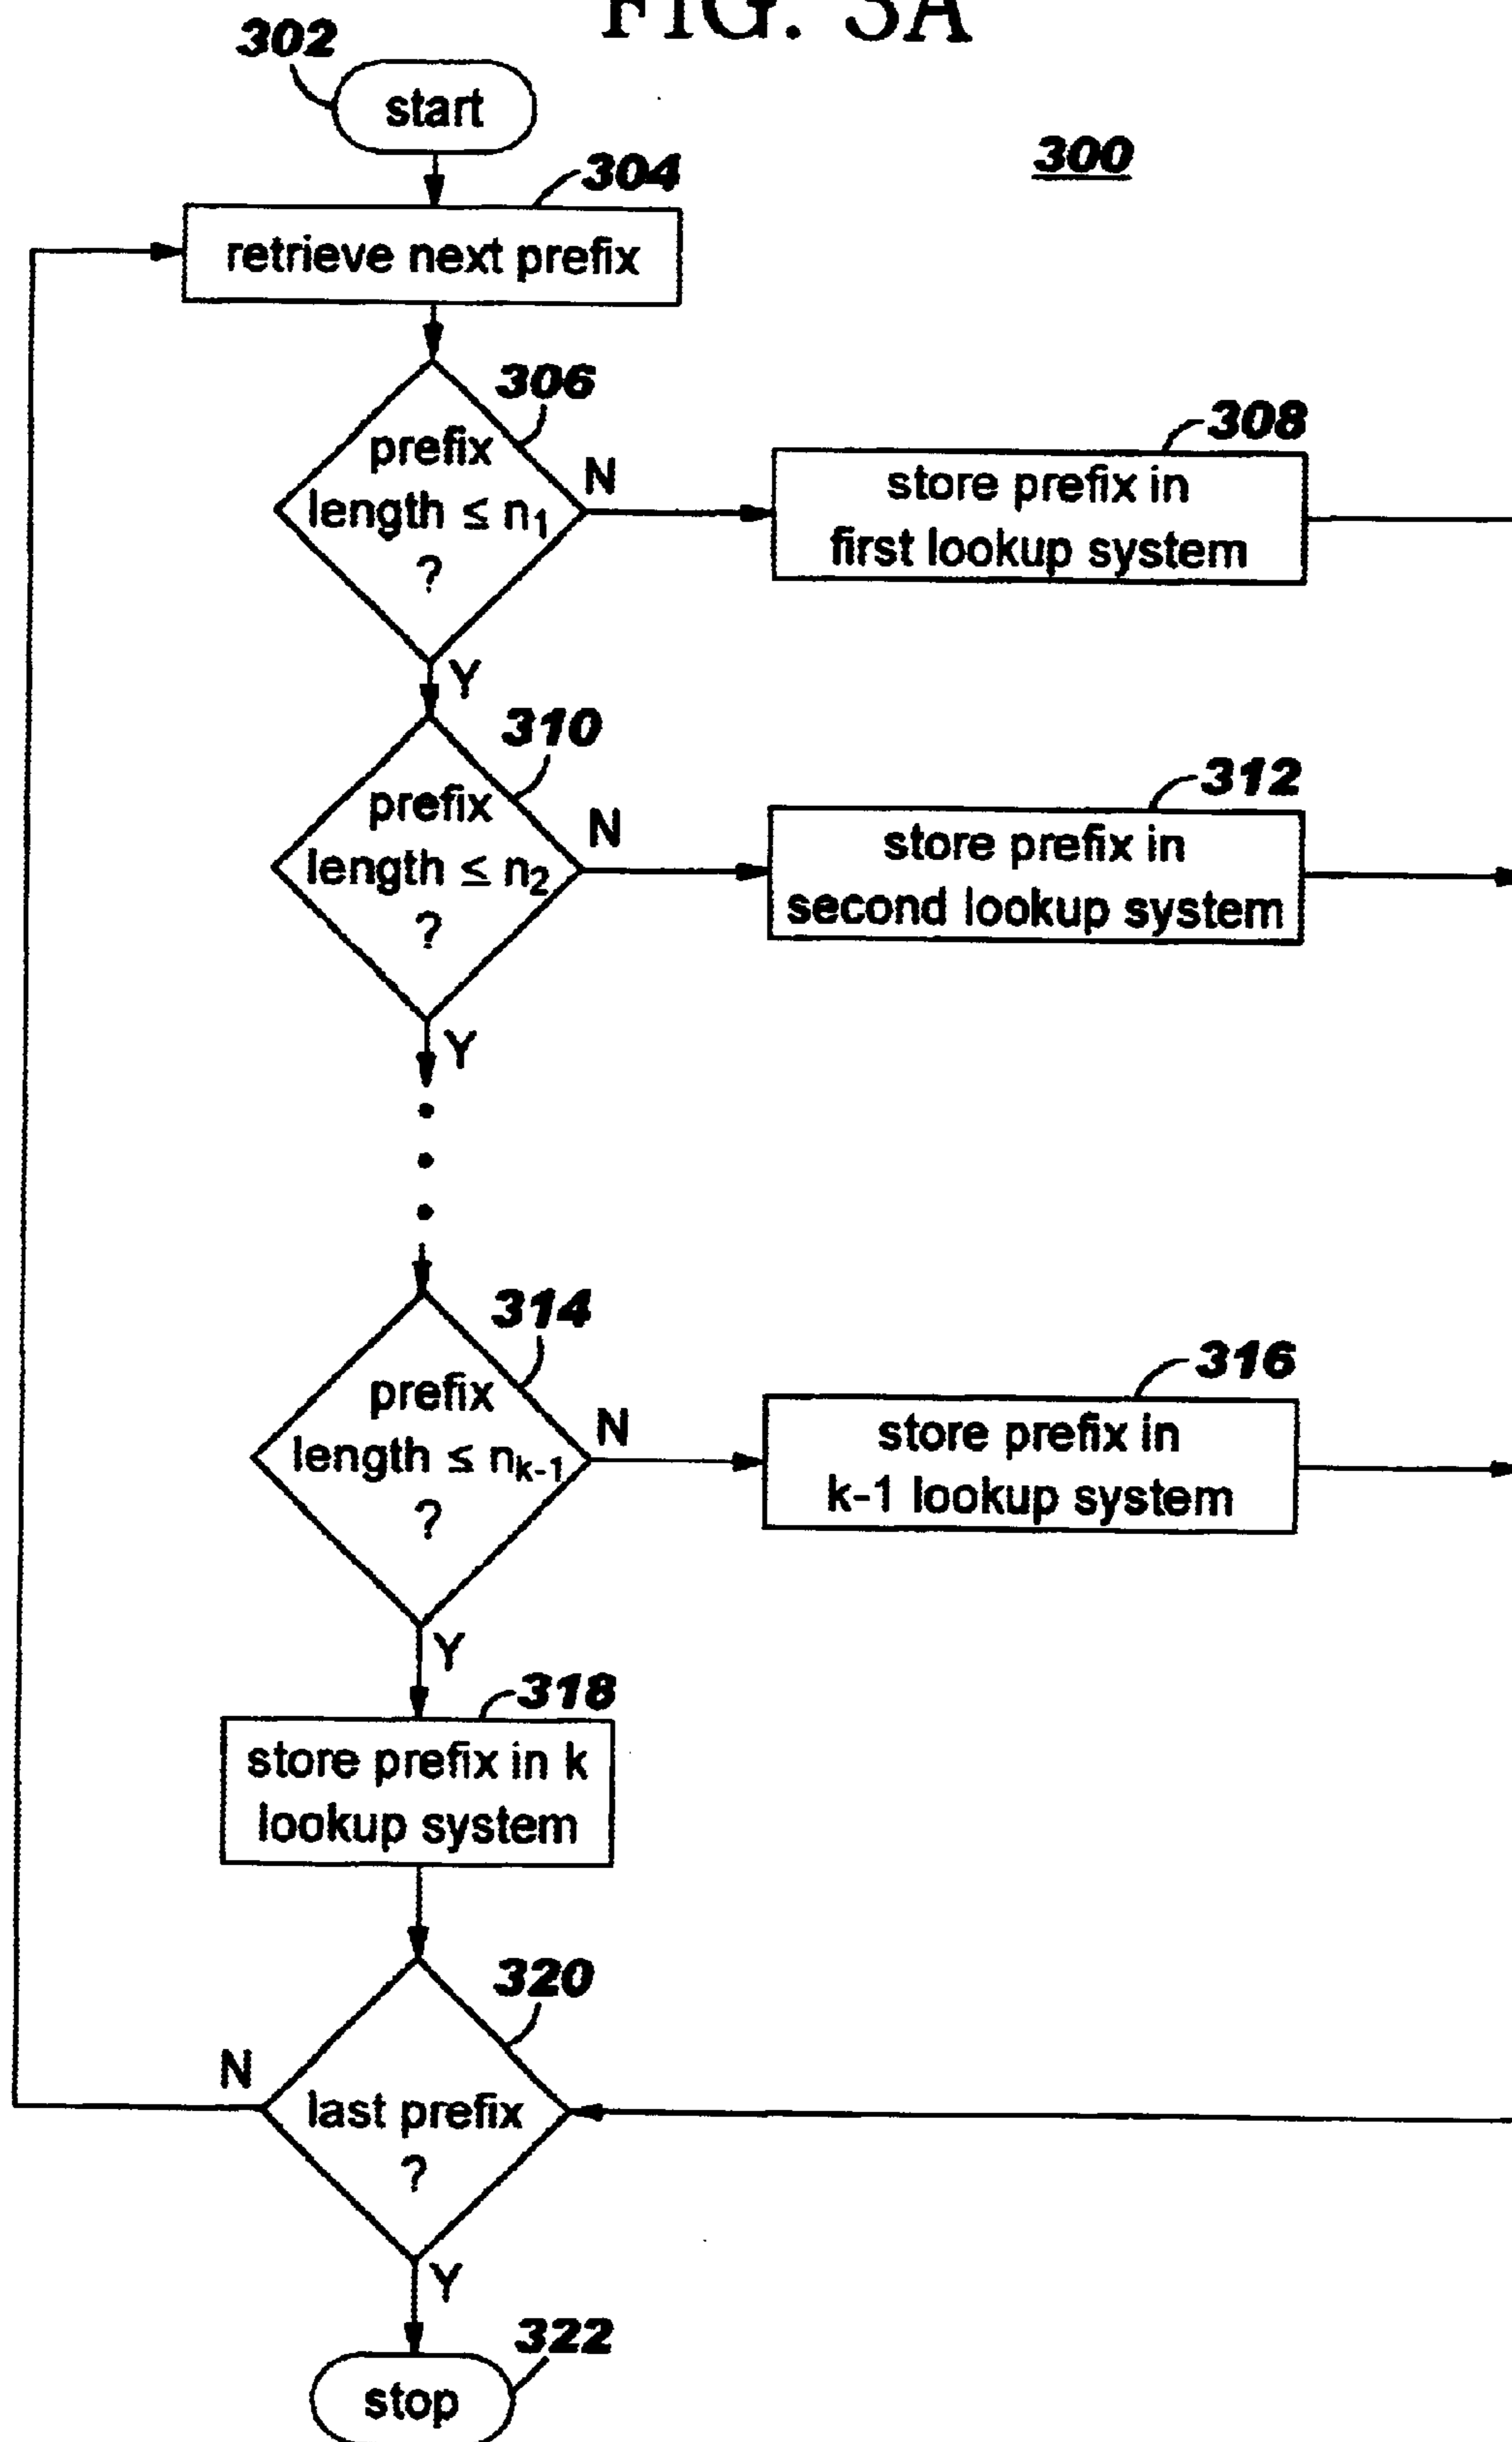 FIG. 3A
302
start
300
304
retrieve next prefix
306
prefix
length ≤ n₁
?
N
308
store prefix in
first lookup system
Y
310
prefix
length ≤ n₂
?
N
312
store prefix in
second lookup system
Y
314
prefix
length ≤ nₖ₋₁
?
N
316
store prefix in
k-1 lookup system
Y
318
store prefix in k
lookup system
320
N
last prefix
?
Y
322
stop